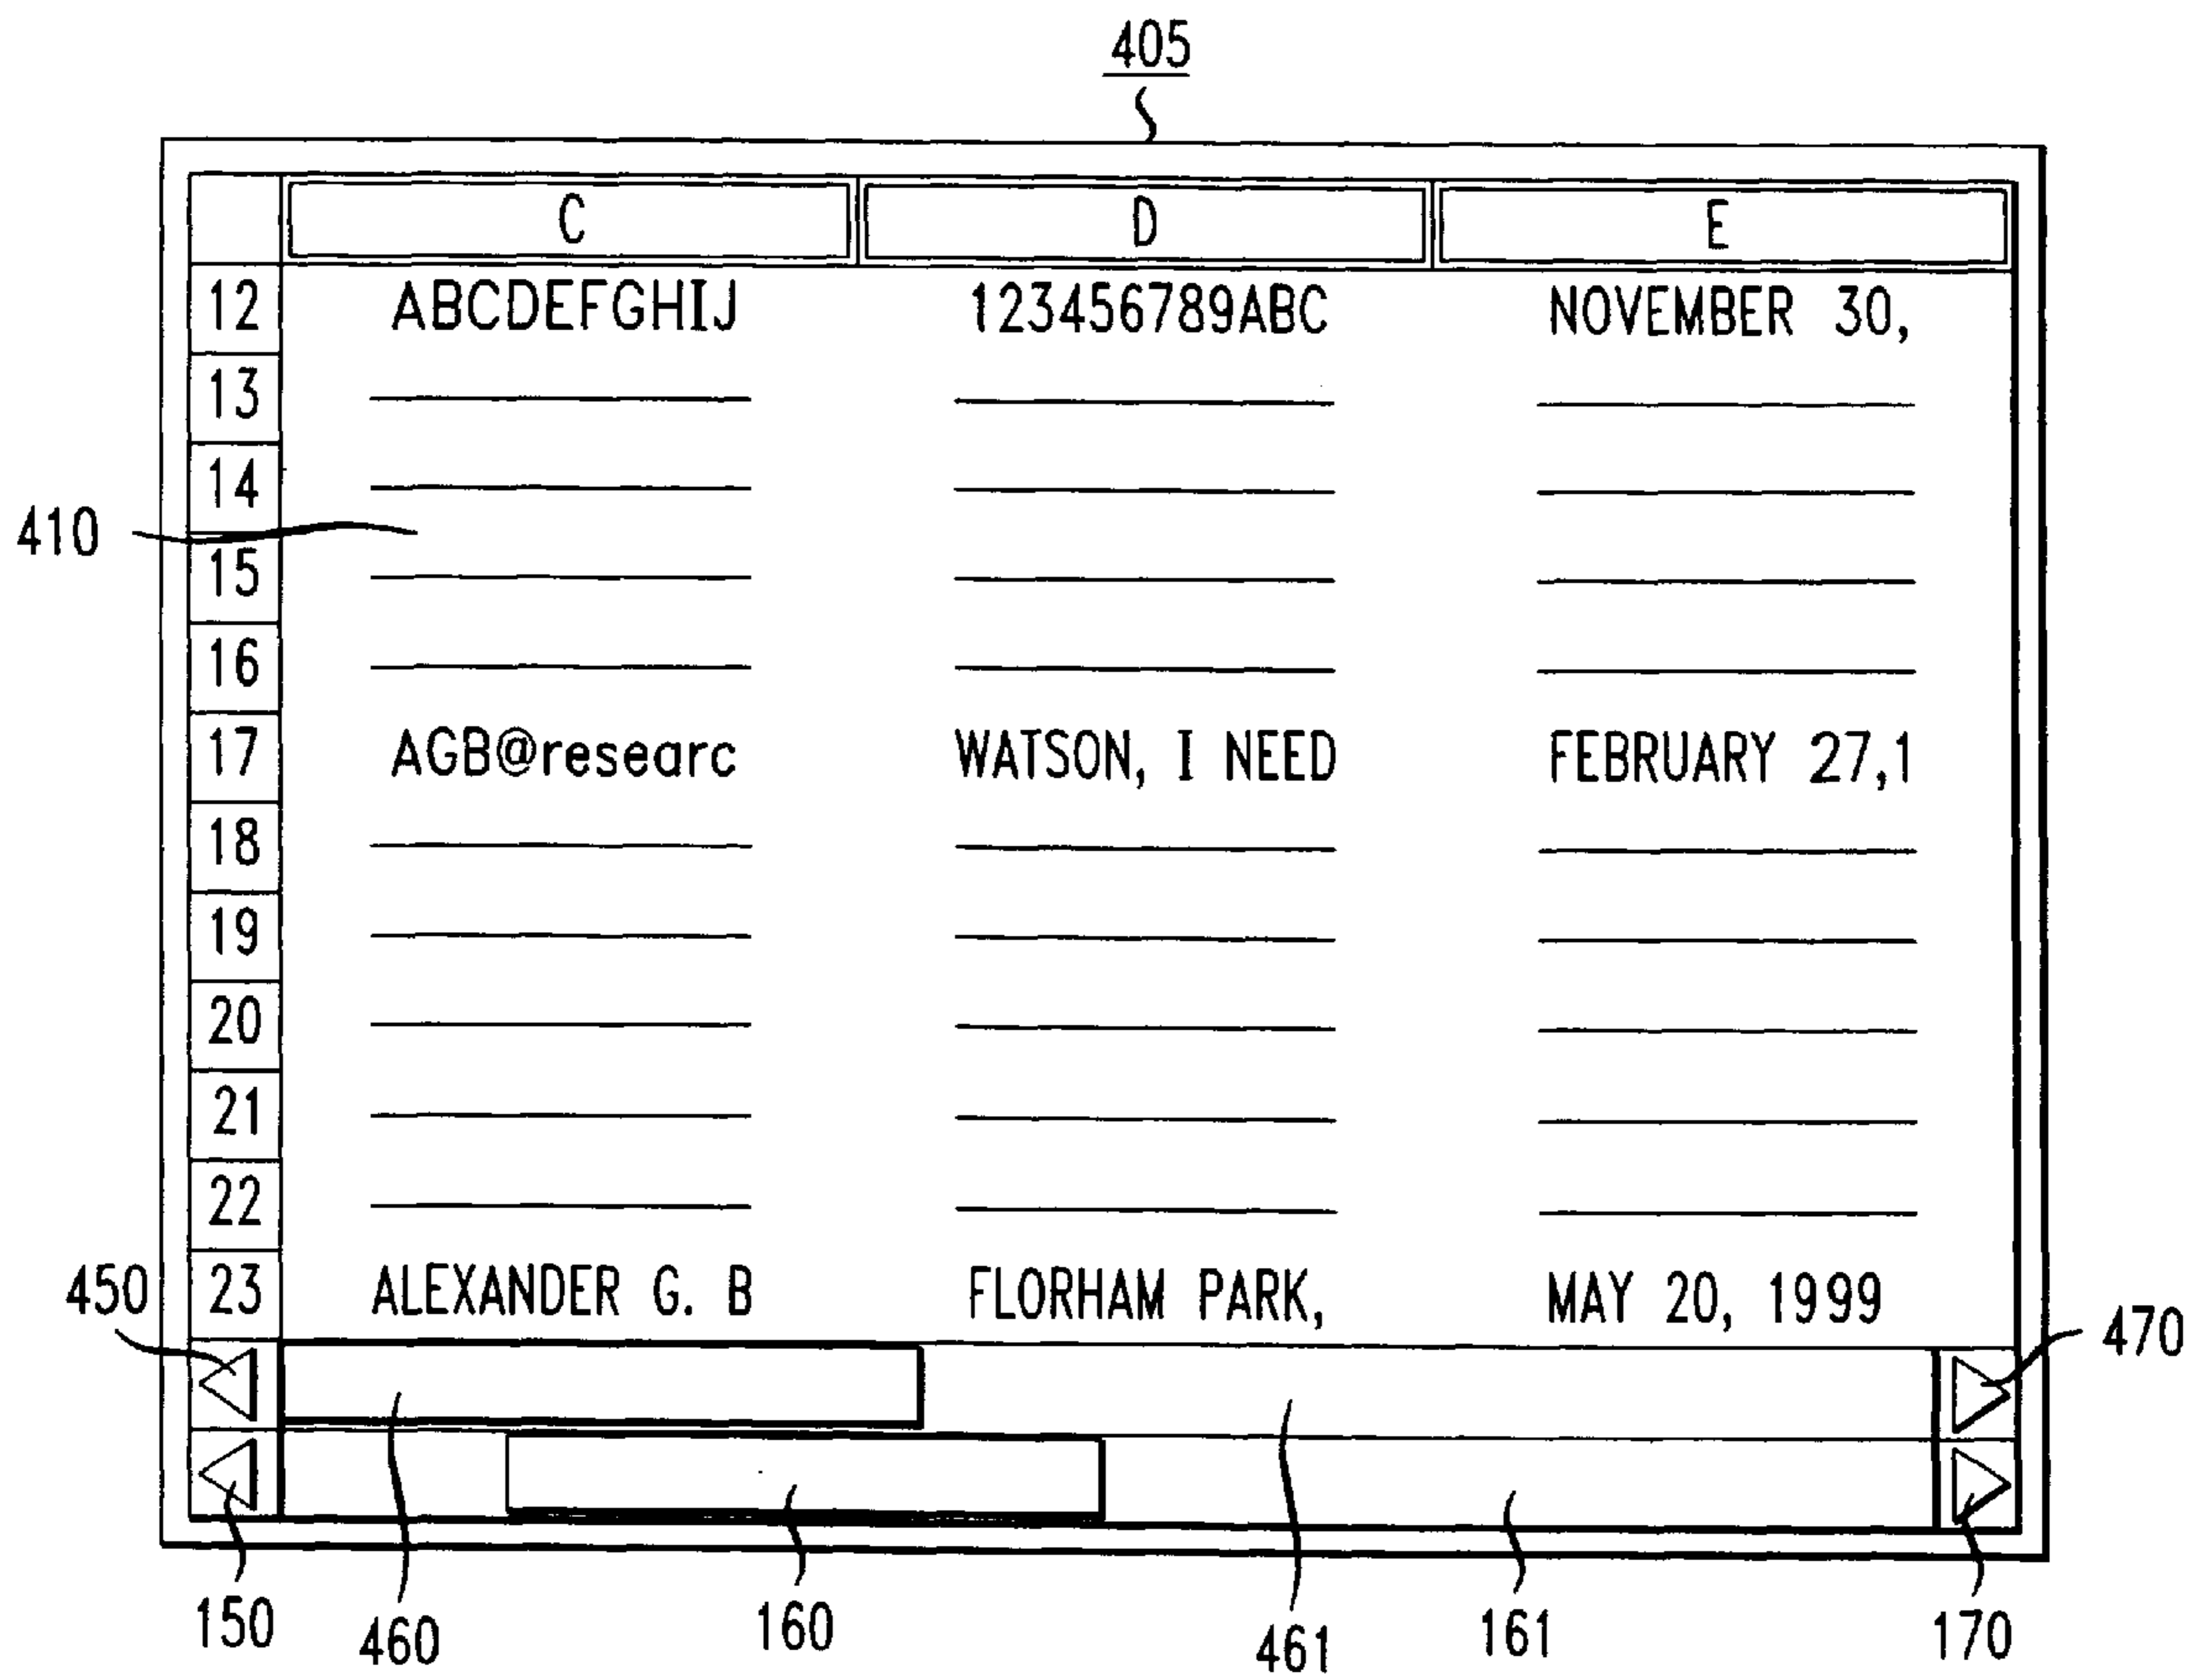 405
C D E
12 ABCDEFGHIJ 123456789ABC NOVEMBER 30,
13
14
410
15
16
17 AGB@researc WATSON, I NEED FEBRUARY 27,1
18
19
20
21
22
450 23 ALEXANDER G. B FLORHAM PARK, MAY 20, 1999
470
150 460 160 461 161 170